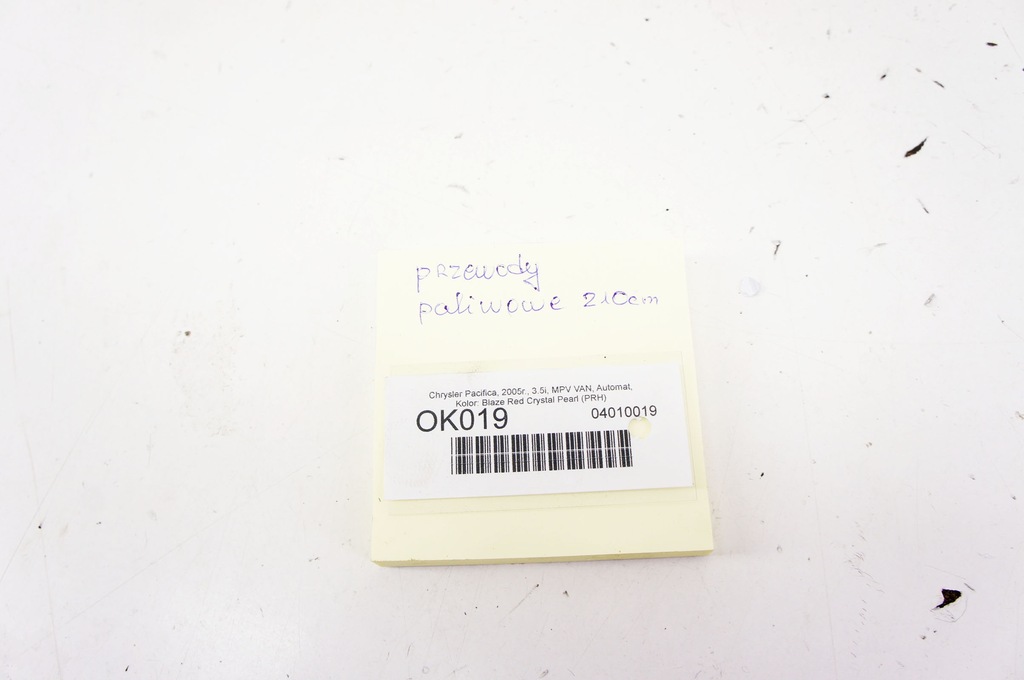 przewody
paliwowe 210cm
Chrysler Pacifica, 2005r., 3.5i, MPV VAN, Automat,
Kolor: Blaze Red Crystal Pearl (PRH)
OK019 04010019